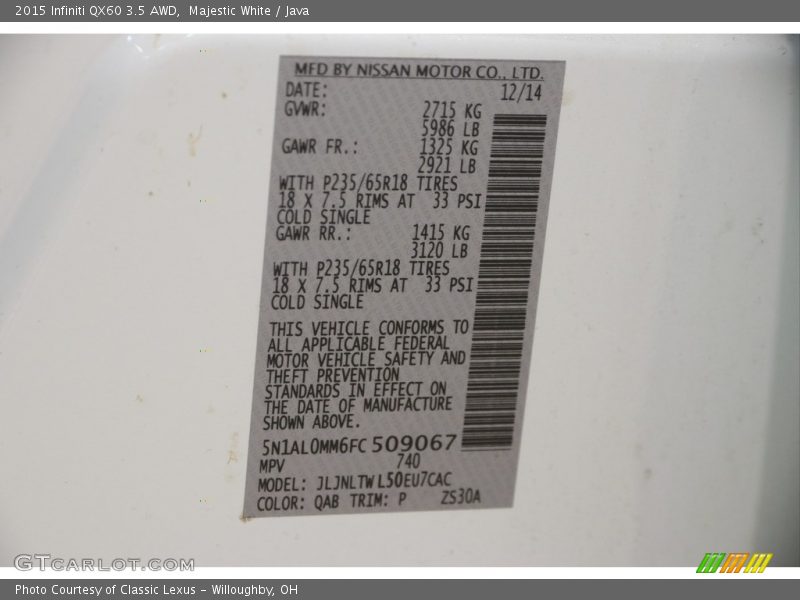 2015 Infiniti QX60 3.5 AWD, Majestic White / Java
MFD BY NISSAN MOTOR CO., LTD.
DATE: 12/14
GVWR: 2715 KG
5986 LB
GAWR FR.: 1325 KG
2921 LB
WITH P235/65R18 TIRES
18 X 7.5 RIMS AT 33 PSI
COLD SINGLE
GAWR RR.: 1415 KG
3120 LB
WITH P235/65R18 TIRES
18 X 7.5 RIMS AT 33 PSI
COLD SINGLE
THIS VEHICLE CONFORMS TO
ALL APPLICABLE FEDERAL
MOTOR VEHICLE SAFETY AND
THEFT PREVENTION
STANDARDS IN EFFECT ON
THE DATE OF MANUFACTURE
SHOWN ABOVE.
5N1AL0MM6FC 509067
MPV 740
MODEL: JLJNLTW L50EU7CAC
COLOR: QAB TRIM: P ZS30A
GTCARLOT.COM
Photo Courtesy of Classic Lexus - Willoughby, OH